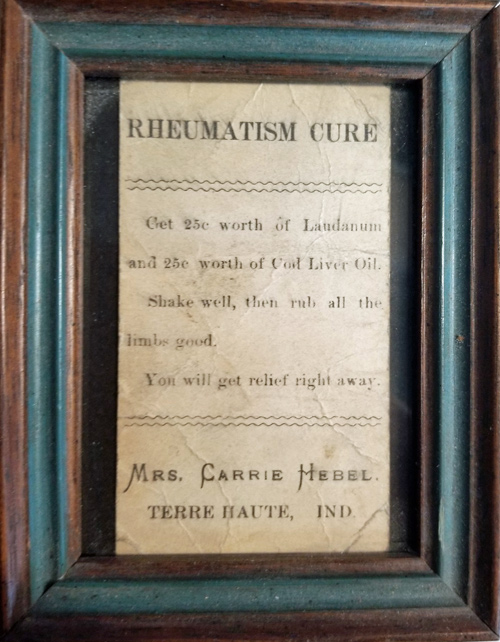 RHEUMATISM CURE
Get 25c worth of Laudanum
and 25c worth of Cod Liver Oil.
Shake well, then rub all the
limbs good.
You will get relief right away.
MRS. CARRIE HEBEL.
TERRE HAUTE, IND.